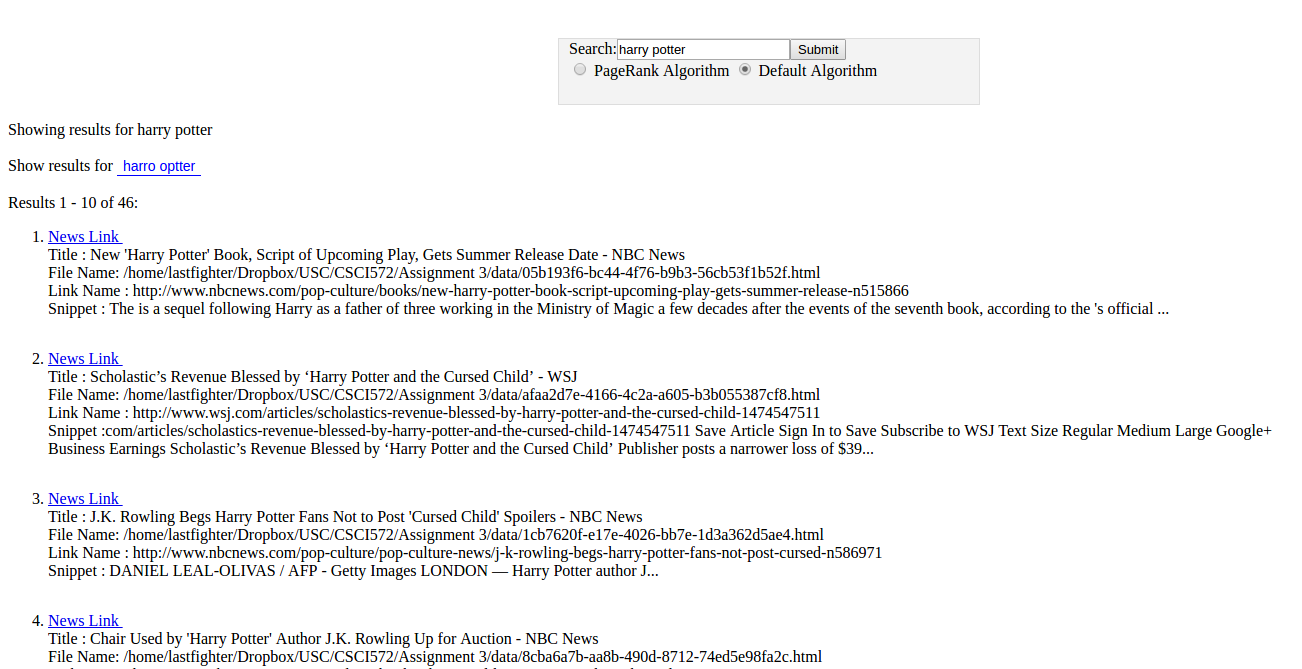 Search: harry potter Submit
PageRank Algorithm Default Algorithm
Showing results for harry potter
Show results for harro optter
Results 1 - 10 of 46:
1. News Link
Title : New 'Harry Potter' Book, Script of Upcoming Play, Gets Summer Release Date - NBC News
File Name: /home/lastfighter/Dropbox/USC/CSCI572/Assignment 3/data/05b193f6-bc44-4f76-b9b3-56cb53f1b52f.html
Link Name : http://www.nbcnews.com/pop-culture/books/new-harry-potter-book-script-upcoming-play-gets-summer-release-n515866
Snippet : The is a sequel following Harry as a father of three working in the Ministry of Magic a few decades after the events of the seventh book, according to the 's official ...
2. News Link
Title : Scholastic’s Revenue Blessed by ‘Harry Potter and the Cursed Child’ - WSJ
File Name: /home/lastfighter/Dropbox/USC/CSCI572/Assignment 3/data/afaa2d7e-4166-4c2a-a605-b3b055387cf8.html
Link Name : http://www.wsj.com/articles/scholastics-revenue-blessed-by-harry-potter-and-the-cursed-child-1474547511
Snippet :com/articles/scholastics-revenue-blessed-by-harry-potter-and-the-cursed-child-1474547511 Save Article Sign In to Save Subscribe to WSJ Text Size Regular Medium Large Google+
Business Earnings Scholastic’s Revenue Blessed by ‘Harry Potter and the Cursed Child’ Publisher posts a narrower loss of $39...
3. News Link
Title : J.K. Rowling Begs Harry Potter Fans Not to Post 'Cursed Child' Spoilers - NBC News
File Name: /home/lastfighter/Dropbox/USC/CSCI572/Assignment 3/data/1cb7620f-e17e-4026-bb7e-1d3a362d5ae4.html
Link Name : http://www.nbcnews.com/pop-culture/pop-culture-news/j-k-rowling-begs-harry-potter-fans-not-post-cursed-n586971
Snippet : DANIEL LEAL-OLIVAS / AFP - Getty Images LONDON — Harry Potter author J...
4. News Link
Title : Chair Used by 'Harry Potter' Author J.K. Rowling Up for Auction - NBC News
File Name: /home/lastfighter/Dropbox/USC/CSCI572/Assignment 3/data/8cba6a7b-aa8b-490d-8712-74ed5e98fa2c.html